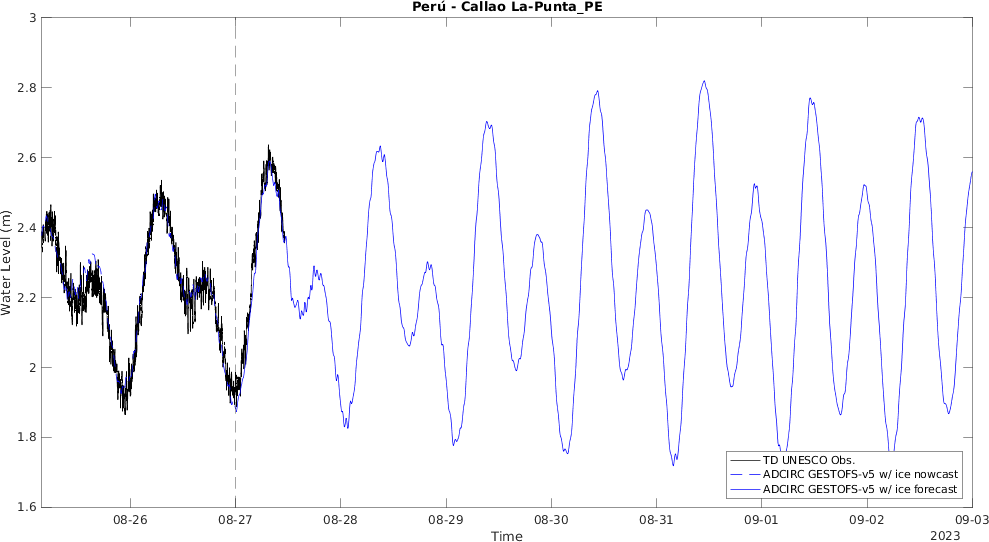 Perú - Callao La-Punta_PE
3
2.8
2.6
2.4
2.2
2
1.8
1.6
Water Level (m)
TD UNESCO Obs.
ADCIRC GESTOFS-v5 w/ ice nowcast
ADCIRC GESTOFS-v5 w/ ice forecast
08-26 08-27 08-28 08-29 08-30 08-31 09-01 09-02 09-03
Time
2023